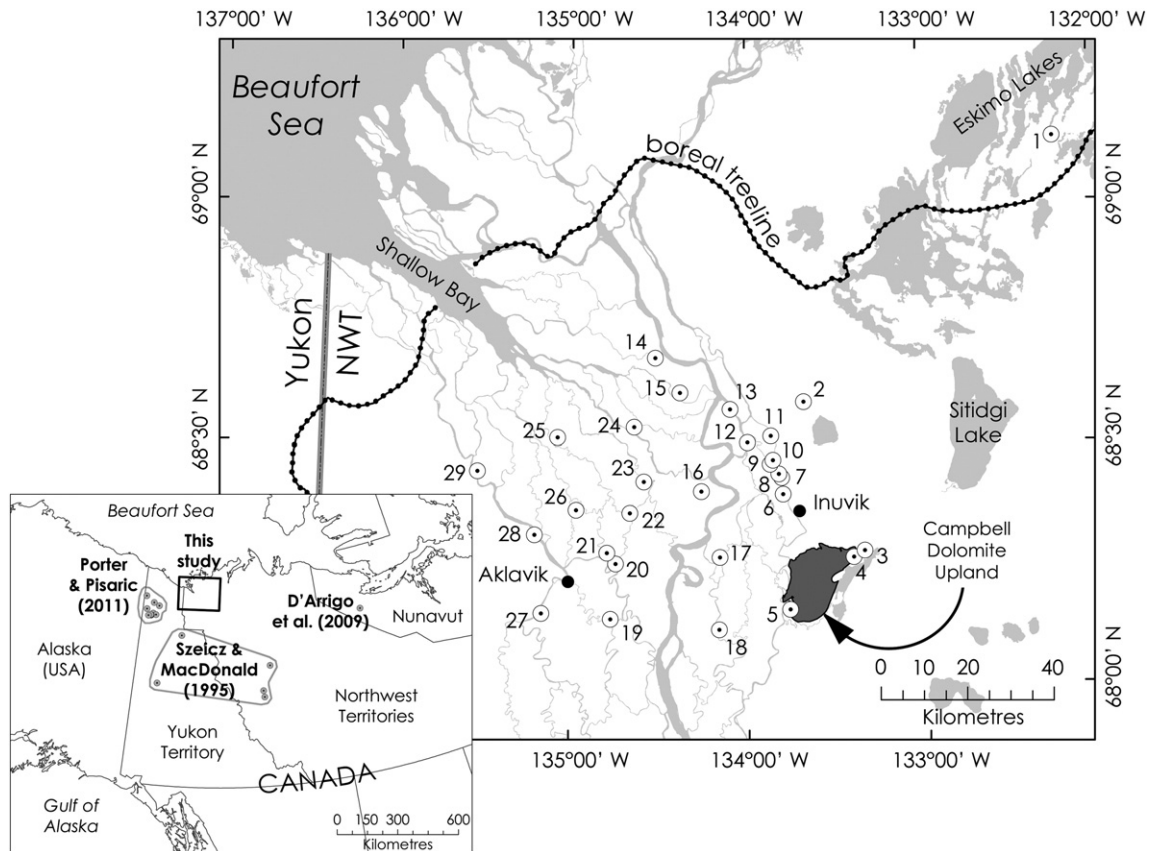 137°00' W 136°00' W 135°00' W 134°00' W 133°00' W 132°00' W
Beaufort
Sea
Eskimo Lakes
1
69°00' N
69°00' N
boreal treeline
Shallow Bay
Yukon
NWT
14
15
13
2
Sitidgi
Lake
68°30' N
68°30' N
25
24
12
11
10
9
8
7
6
29
23
16
Inuvik
26
22
28
21
20
17
3
4
Campbell
Dolomite
Upland
Aklavik
27
19
18
5
0 10 20 40
Kilometres
68°00' N
135°00' W 134°00' W 133°00' W
Beaufort Sea
This
study
Porter
& Pisaric
(2011)
D'Arrigo
et al. (2009)
Nunavut
Alaska
(USA)
Szeicz &
MacDonald
(1995)
Northwest
Territories
Yukon
Territory
CANADA
Gulf of
Alaska
0 150 300 600
Kilometres